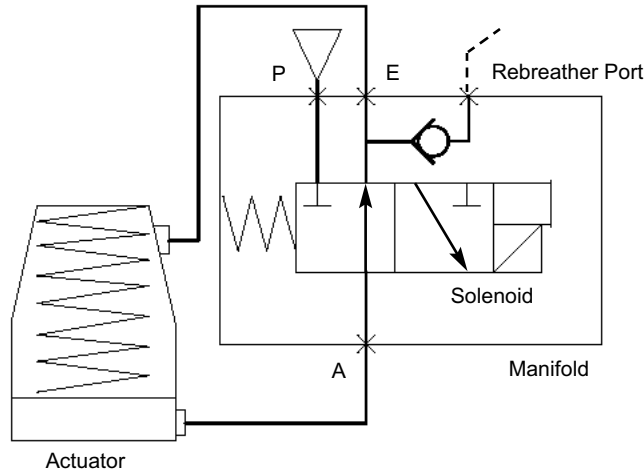 P
E
Rebreather Port
Solenoid
A
Manifold
Actuator